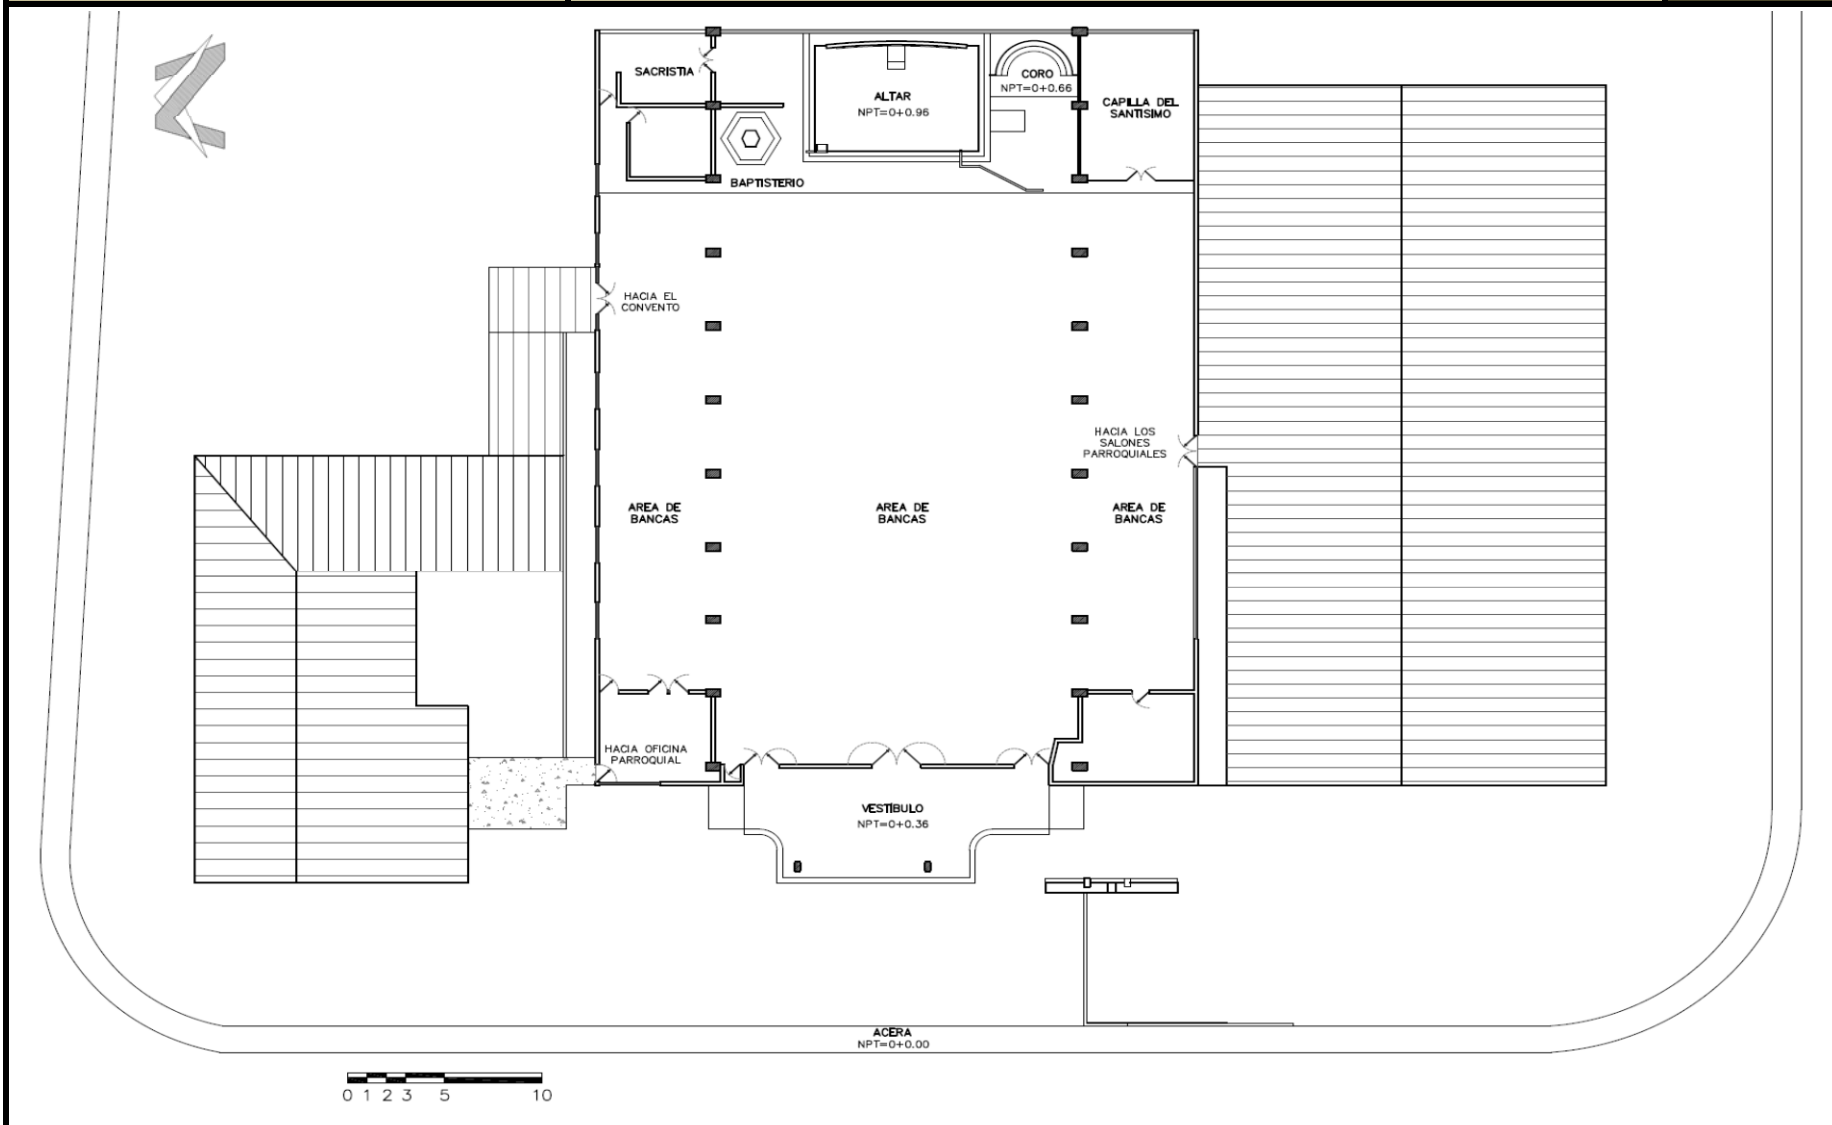 SACRISTIA
CORO
NPT=0+0.66
ALTAR
NPT=0+0.96
CAPILLA DEL
SANTISIMO
BAPTISTERIO
HACIA EL
CONVENTO
HACIA LOS
SALONES
PARROQUIALES
AREA DE
BANCAS
AREA DE
BANCAS
AREA DE
BANCAS
HACIA OFICINA
PARROQUIAL
VESTÍBULO
NPT=0+0.36
ACERA
NPT=0+0.00
0 1 2 3 5 10